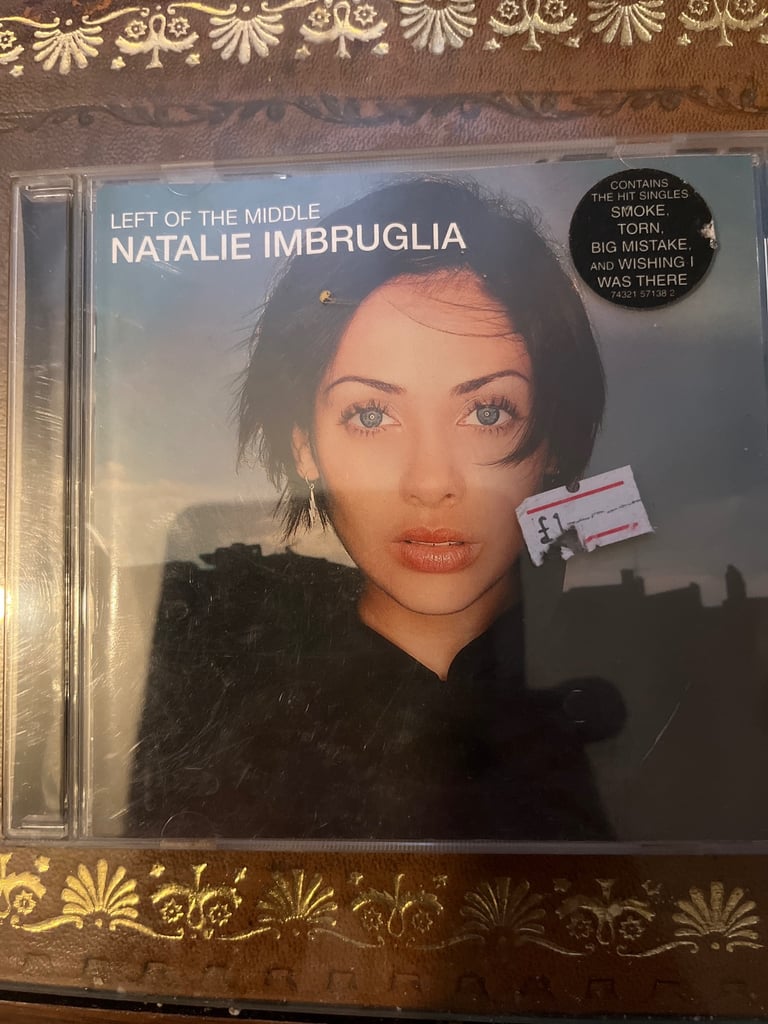 LEFT OF THE MIDDLE
NATALIE IMBRUGLIA
CONTAINS
THE HIT SINGLES
SMOKE,
TORN,
BIG MISTAKE,
AND WISHING I
WAS THERE
74321 57138 2
£1